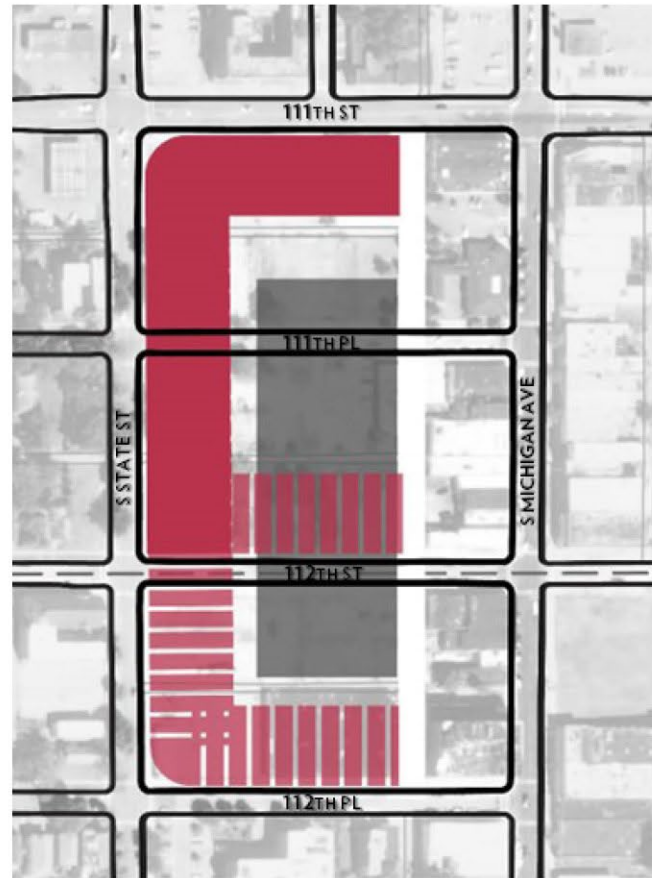 111TH ST
111TH PL
S STATE ST
S MICHIGAN AVE
112TH ST
112TH PL